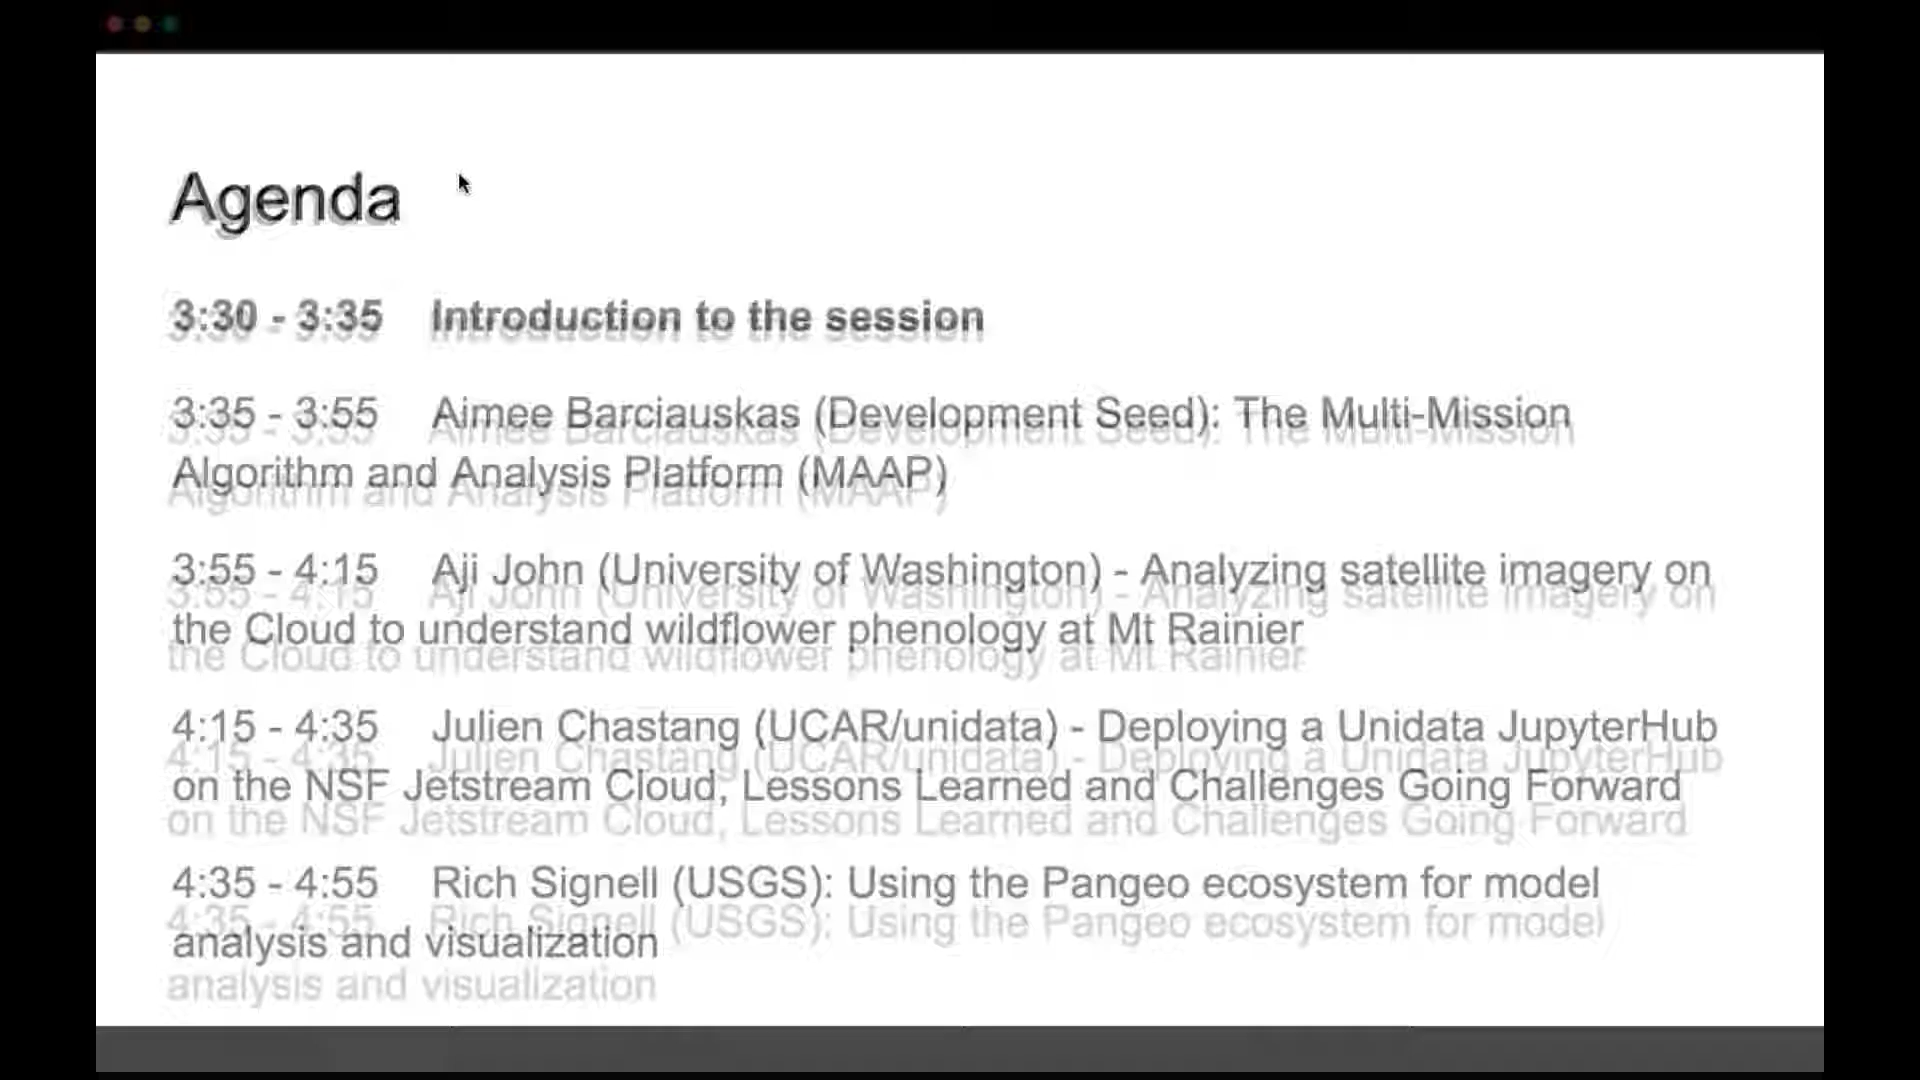 Agenda
3:30 - 3:35 Introduction to the session
3:35 - 3:55 Aimee Barciauskas (Development Seed): The Multi-Mission
Algorithm and Analysis Platform (MAAP)
3:55 - 4:15 Aji John (University of Washington) - Analyzing satellite imagery on
the Cloud to understand wildflower phenology at Mt Rainier
4:15 - 4:35 Julien Chastang (UCAR/unidata) - Deploying a Unidata JupyterHub
on the NSF Jetstream Cloud, Lessons Learned and Challenges Going Forward
4:35 - 4:55 Rich Signell (USGS): Using the Pangeo ecosystem for model
analysis and visualization